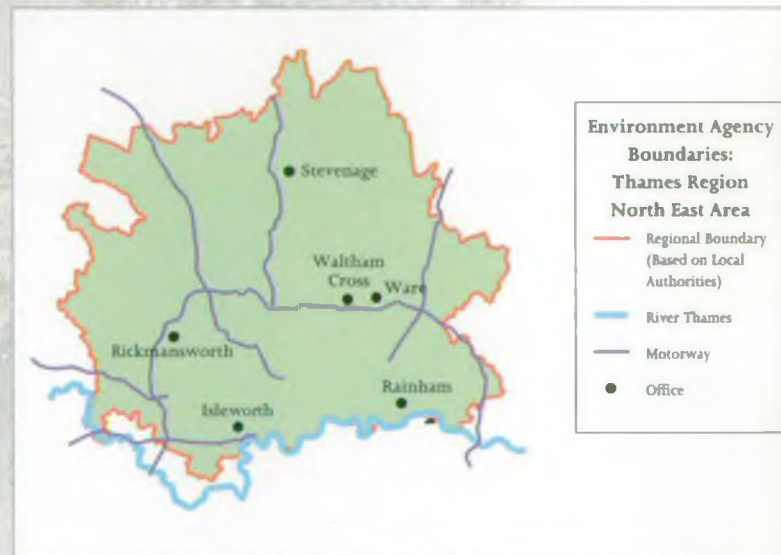 Stevenage
Waltham
Cross
Ware
Rickmansworth
Rainham
Isleworth
Environment Agency
Boundaries:
Thames Region
North East Area
Regional Boundary
(Based on Local
Authorities)
River Thames
Motorway
Office